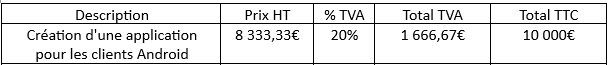 Description Prix HT % TVA Total TVA Total TTC
Création d'une application 8 333,33€ 20% 1 666,67€ 10 000€
pour les clients Android